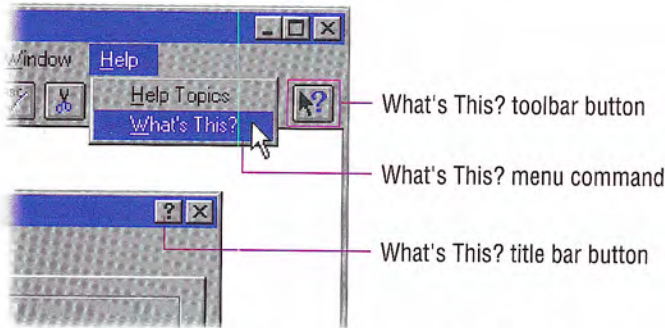 Window Help
Help Topics
What's This?
?
?
What's This? toolbar button
What's This? menu command
What's This? title bar button